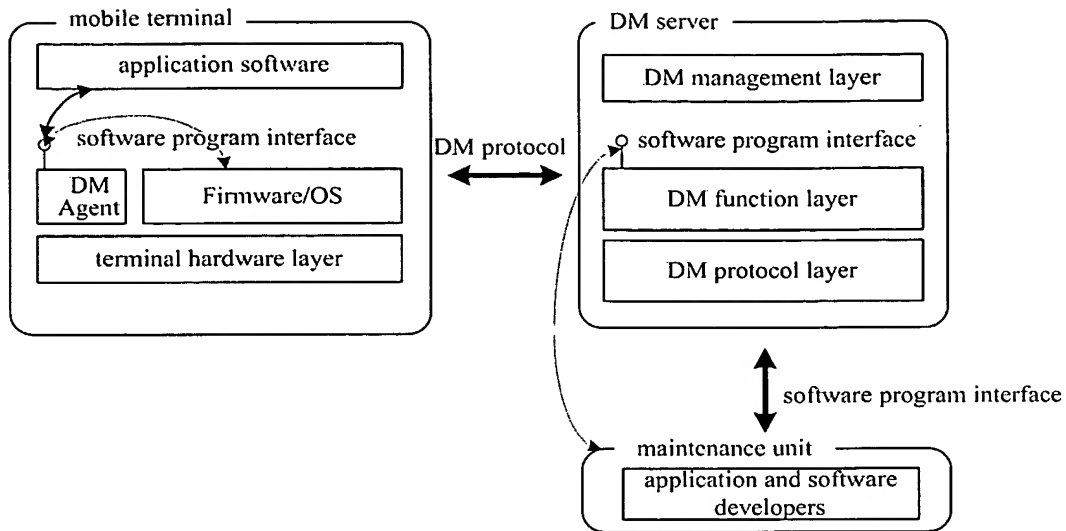 mobile terminal
application software
software program interface
DM
Agent
Firmware/OS
terminal hardware layer
DM protocol
DM server
DM management layer
software program interface
DM function layer
DM protocol layer
software program interface
maintenance unit
application and software
developers